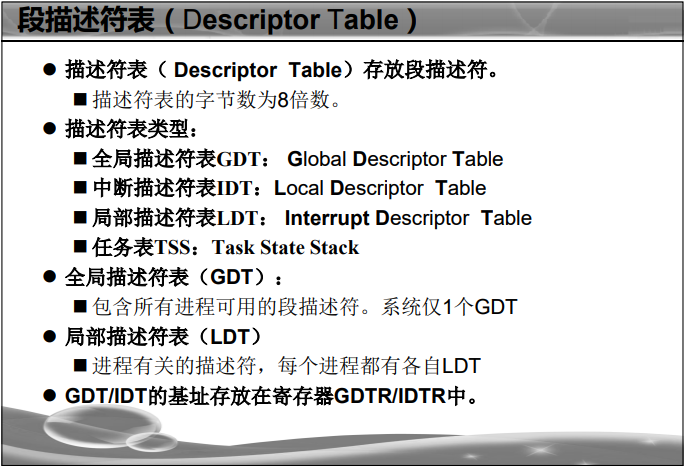 段描述符表（Descriptor Table）
● 描述符表（ Descriptor Table）存放段描述符。
■ 描述符表的字节数为8倍数。
● 描述符表类型：
■ 全局描述符表GDT： Global Descriptor Table
■ 中断描述符表IDT：Local Descriptor Table
■ 局部描述符表LDT： Interrupt Descriptor Table
■ 任务表TSS：Task State Stack
● 全局描述符表（GDT）：
■ 包含所有进程可用的段描述符。系统仅1个GDT
● 局部描述符表（LDT）
■ 进程有关的描述符，每个进程都有各自LDT
● GDT/IDT的基址存放在寄存器GDTR/IDTR中。